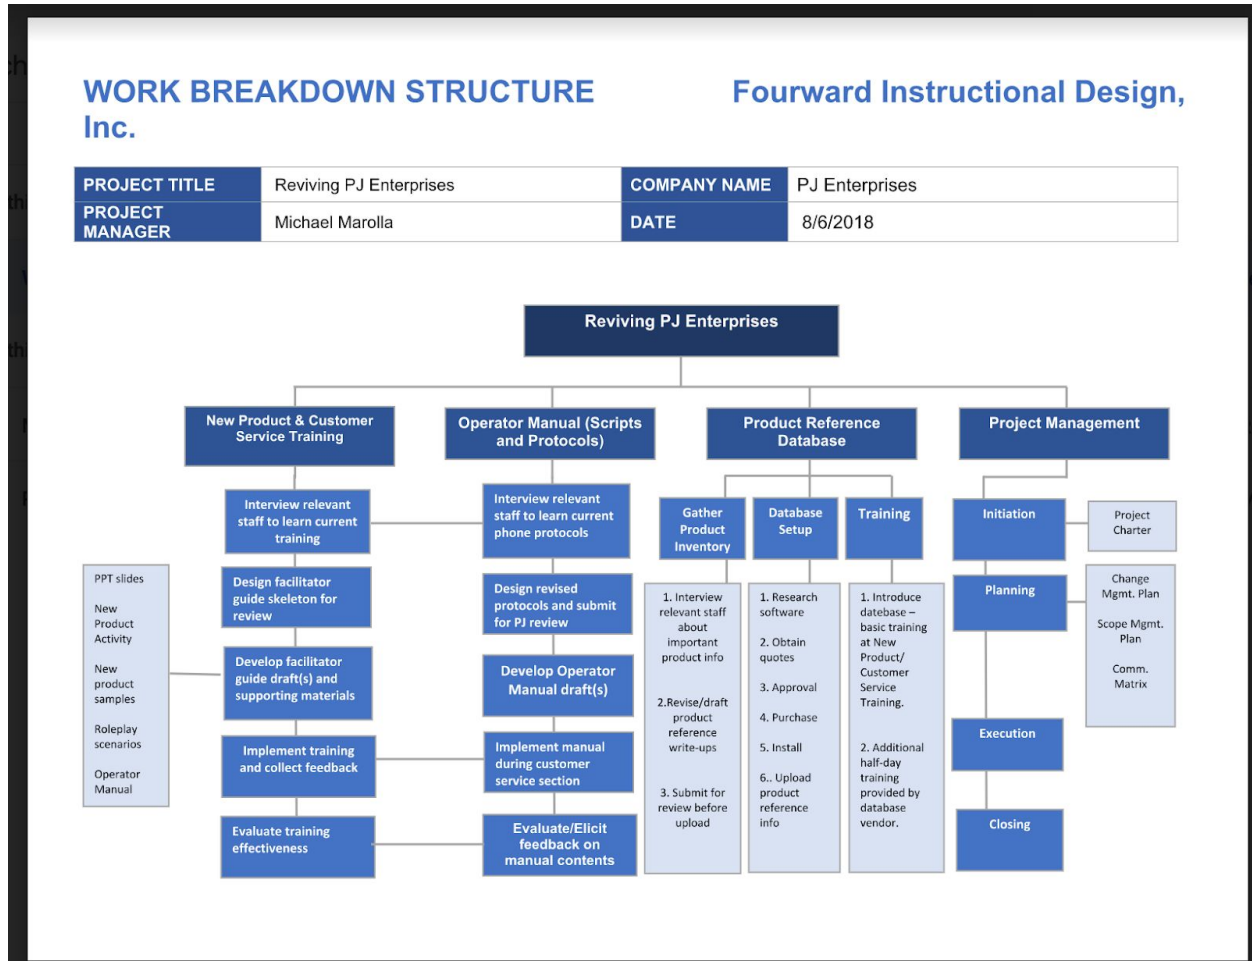 WORK BREAKDOWN STRUCTURE Fourward Instructional Design,
Inc.
PROJECT TITLE Reviving PJ Enterprises COMPANY NAME PJ Enterprises
PROJECT
MANAGER Michael Marolla DATE 8/6/2018
Reviving PJ Enterprises
New Product & Customer
Service Training
Interview relevant
staff to learn current
training
Design facilitator
guide skeleton for
review
Develop facilitator
guide draft(s) and
supporting materials
PPT slides
New
Product
Activity
New
product
samples
Roleplay
scenarios
Operator
Manual
Implement training
and collect feedback
Evaluate training
effectiveness
Operator Manual (Scripts
and Protocols)
Interview relevant
staff to learn current
phone protocols
Design revised
protocols and submit
for PJ review
Develop Operator
Manual draft(s)
Implement manual
during customer
service section
Evaluate/Elicit
feedback on
manual contents
Product Reference
Database
Gather
Product
Inventory
1. Interview
relevant staff
about
important
product info
2.Revise/draft
product
reference
write-ups
3. Submit for
review before
upload
Database
Setup
1. Research
software
2. Obtain
quotes
3. Approval
4. Purchase
5. Install
6.. Upload
product
reference
info
Training
1. Introduce
datebase –
basic training
at New
Product/
Customer
Service
Training.
2. Additional
half-day
training
provided by
database
vendor.
Project Management
Initiation
Project
Charter
Planning
Change
Mgmt. Plan
Scope Mgmt.
Plan
Comm.
Matrix
Execution
Closing